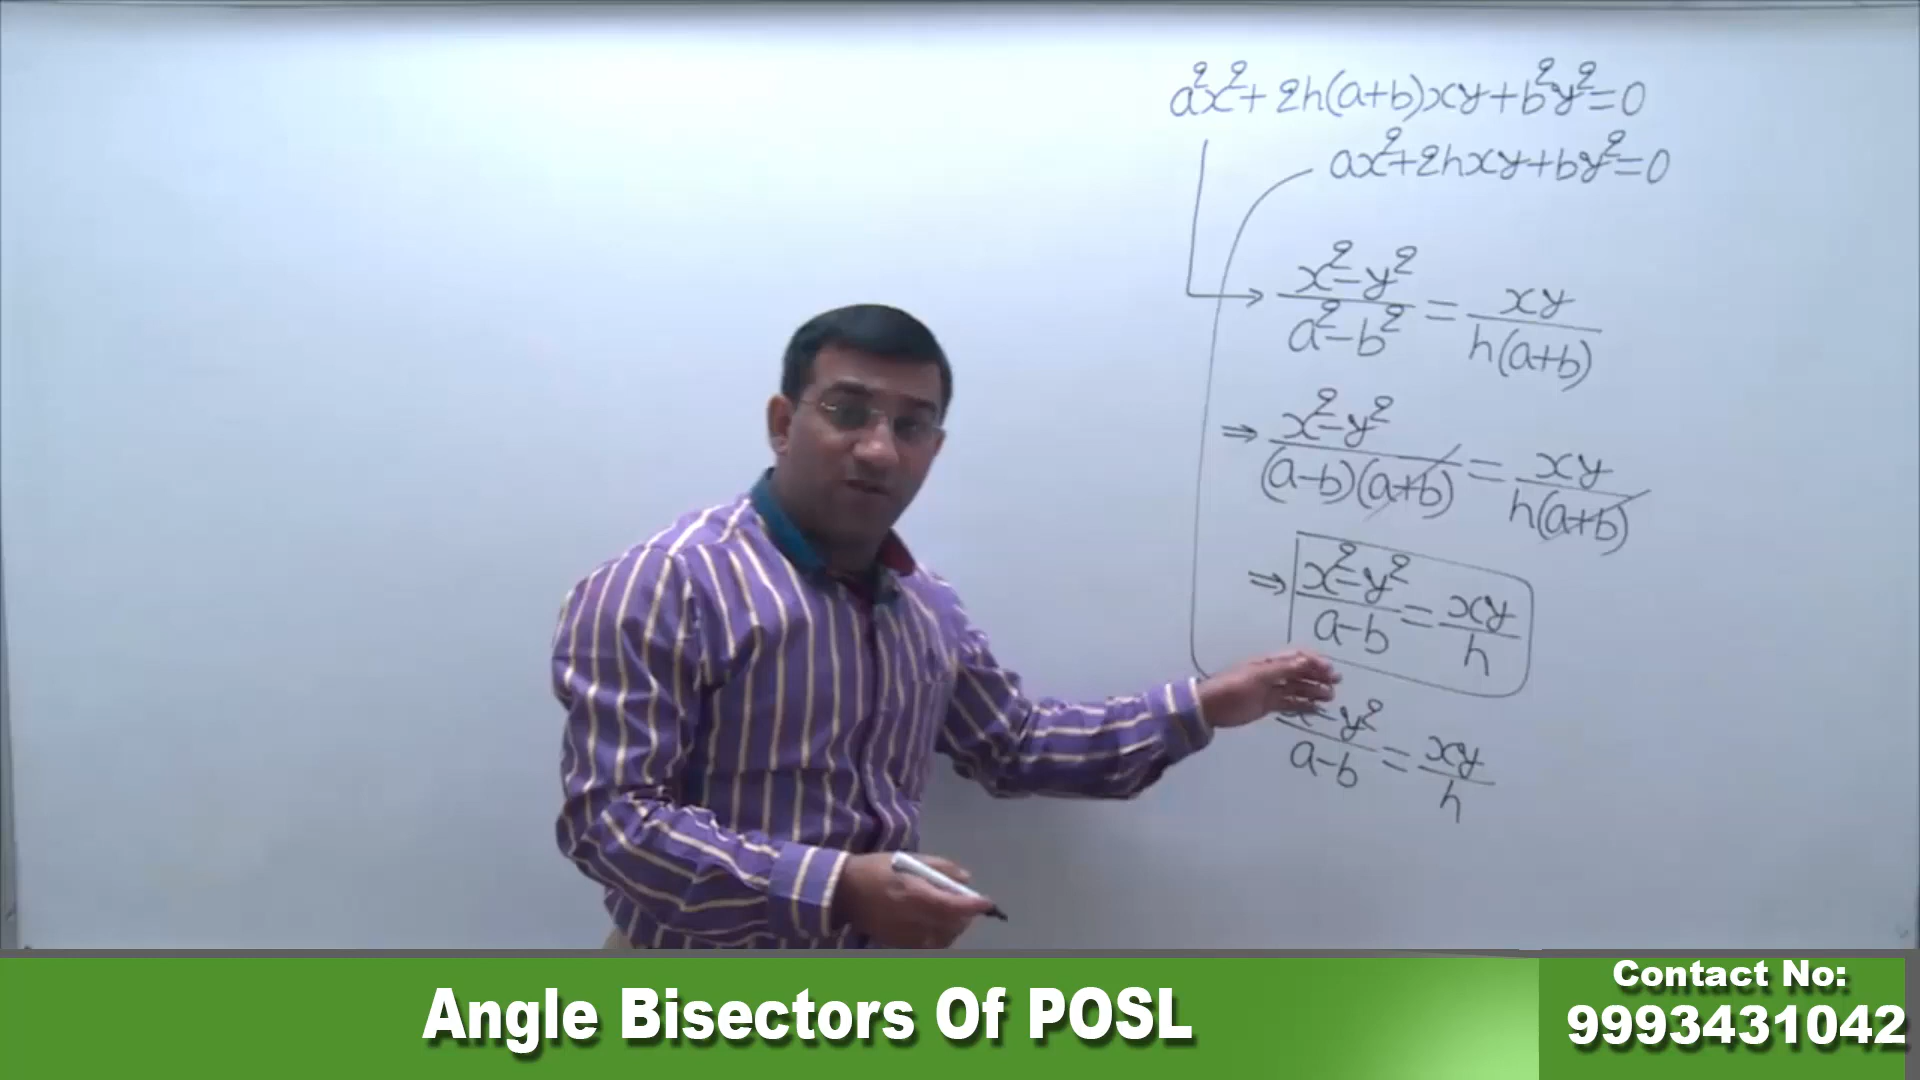 a²x²+2h(a+b)xy+b²y²=0
ax²+2hxy+by²=0
x²-y²/a²-b² = xy/h(a+b)
⇒ x²-y²/(a-b)(a+b) = xy/h(a+b)
⇒ x²-y²/a-b = xy/h
x²-y²/a-b = xy/h
Angle Bisectors Of POSL
Contact No:
9993431042